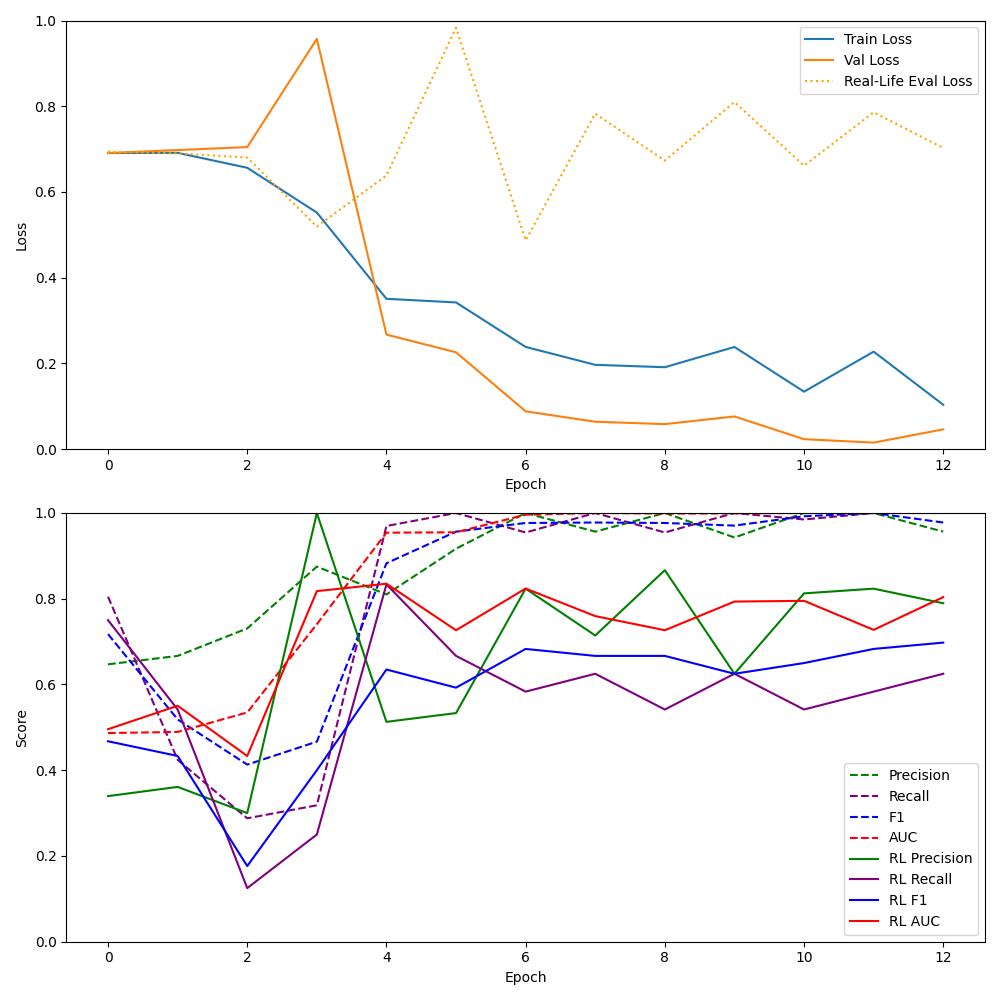 1.0
0.8
0.6
0.4
0.2
0.0
Loss
Train Loss
Val Loss
Real-Life Eval Loss
0 2 4 6 8 10 12
Epoch
1.0
0.8
0.6
0.4
0.2
0.0
Score
Precision
Recall
F1
AUC
RL Precision
RL Recall
RL F1
RL AUC
0 2 4 6 8 10 12
Epoch